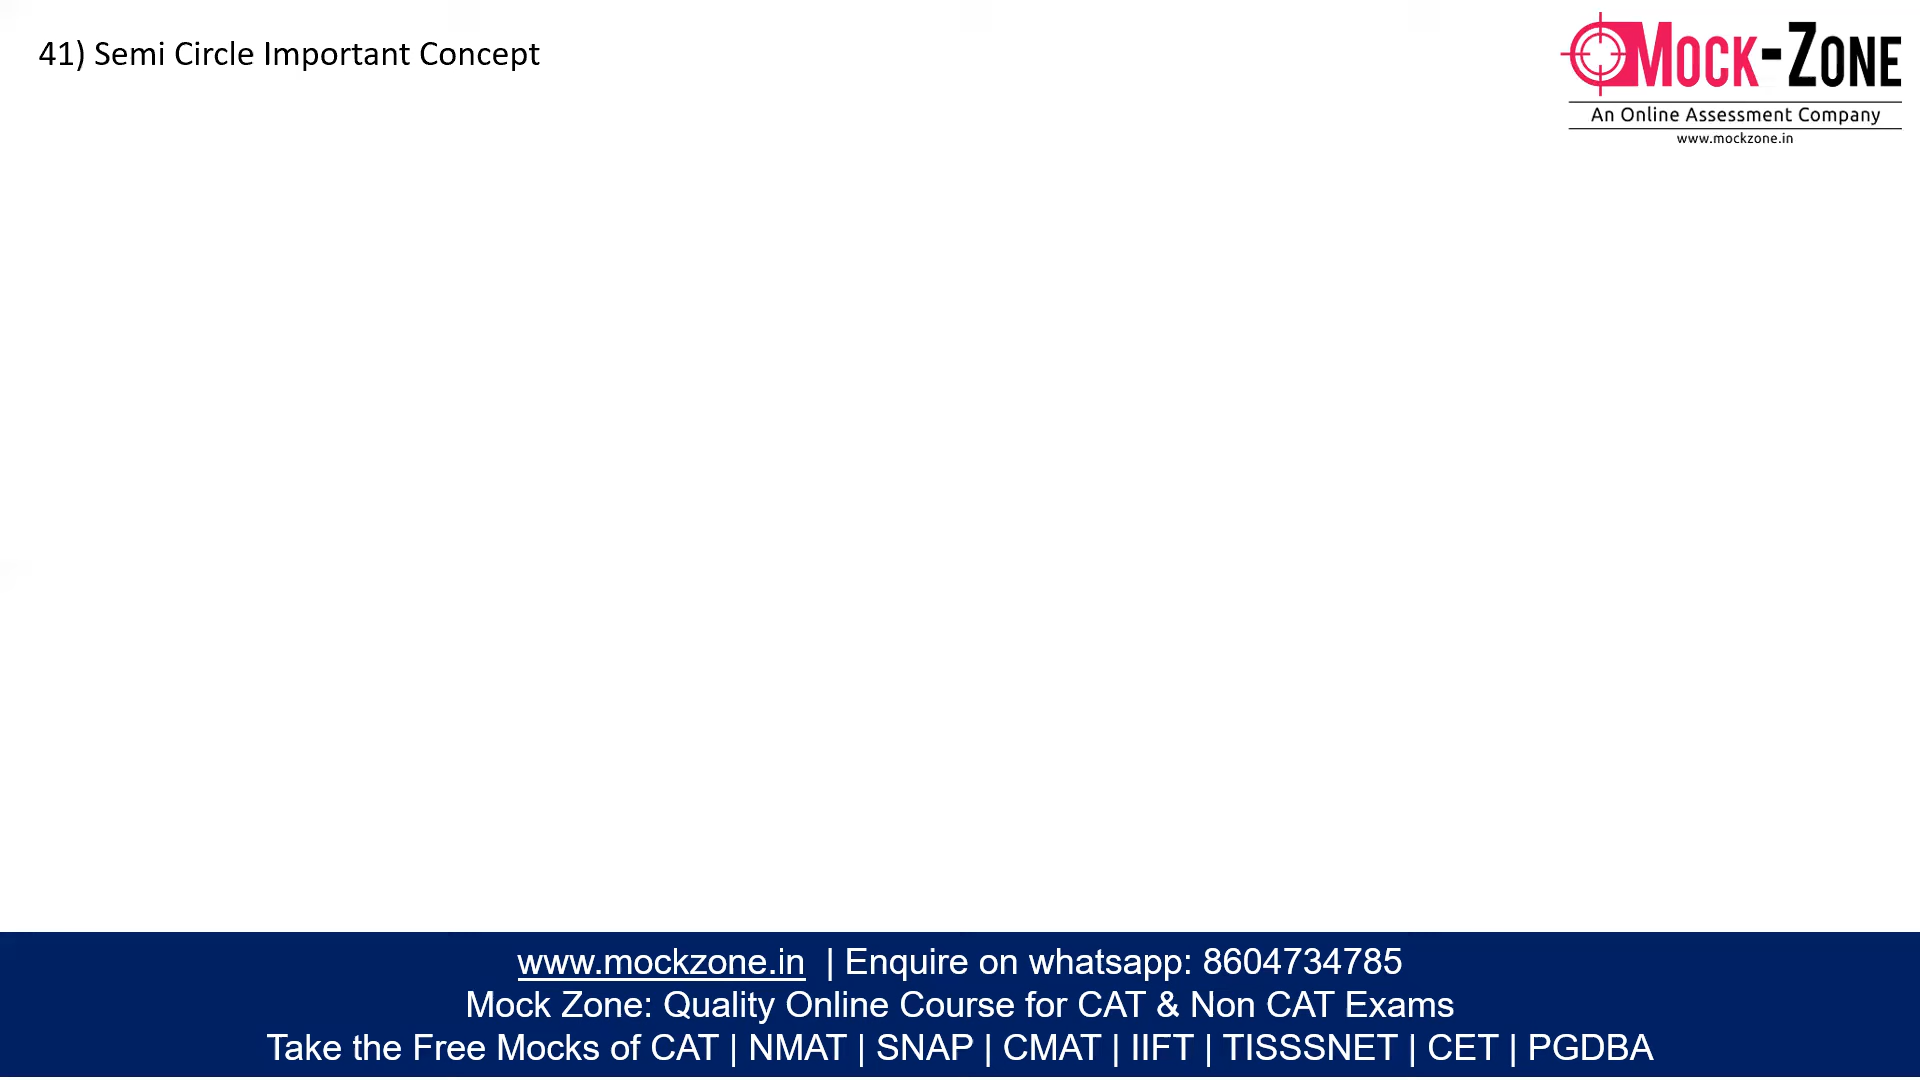 41) Semi Circle Important Concept
Mock-Zone
An Online Assessment Company
www.mockzone.in
www.mockzone.in | Enquire on whatsapp: 8604734785
Mock Zone: Quality Online Course for CAT & Non CAT Exams
Take the Free Mocks of CAT | NMAT | SNAP | CMAT | IIFT | TISSSNET | CET | PGDBA